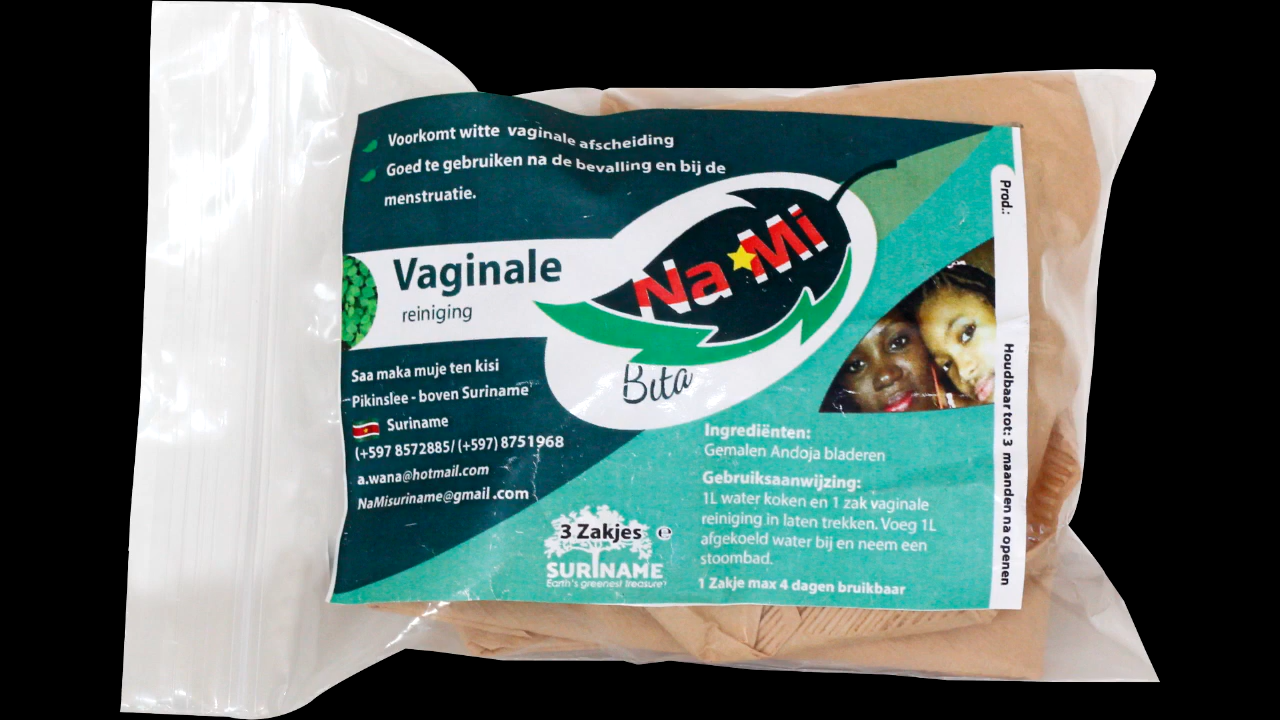 Voorkomt witte vaginale afscheiding
Goed te gebruiken na de bevalling en bij de
menstruatie.
Vaginale
reiniging
Na Mi
Bita
Saa maka muje ten kisi
Pikinslee - boven Suriname
Suriname
(+597 8572885/ (+597) 8751968
a.wana@hotmail.com
NaMisuriname@gmail.com
3 Zakjes ℮
SURINAME
Earth's greenest treasure
Ingrediënten:
Gemalen Andoja bladeren
Gebruiksaanwijzing:
1L water koken en 1 zak vaginale
reiniging in laten trekken. Voeg 1L
afgekoeld water bij en neem een
stoombad.
1 Zakje max 4 dagen bruikbaar
Prod.:
Houdbaar tot: 3 maanden na openen